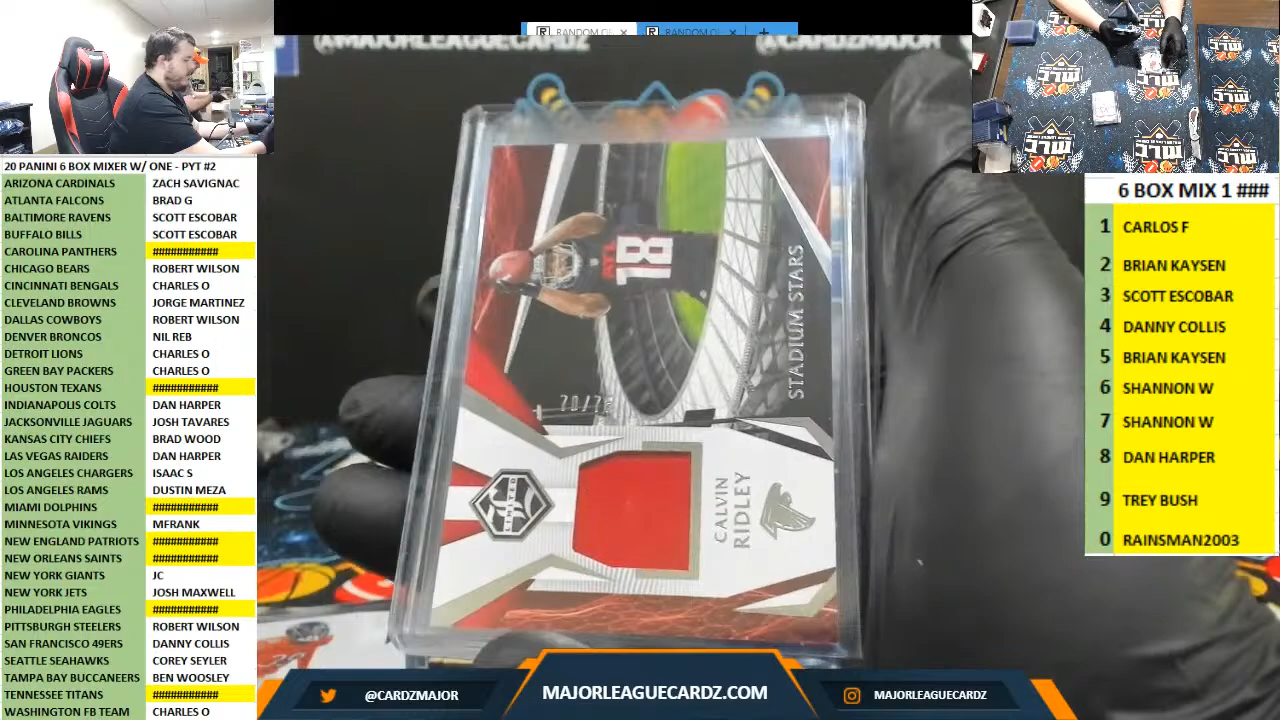 RANDOM.O
RANDOM.O
@MAJORLEAGUECARDZ
@CARDZMAJOR
20 PANINI 6 BOX MIXER W/ ONE - PYT #2
ARIZONA CARDINALS ZACH SAVIGNAC
ATLANTA FALCONS BRAD G
BALTIMORE RAVENS SCOTT ESCOBAR
BUFFALO BILLS SCOTT ESCOBAR
CAROLINA PANTHERS ###########
CHICAGO BEARS ROBERT WILSON
CINCINNATI BENGALS CHARLES O
CLEVELAND BROWNS JORGE MARTINEZ
DALLAS COWBOYS ROBERT WILSON
DENVER BRONCOS NIL REB
DETROIT LIONS CHARLES O
GREEN BAY PACKERS CHARLES O
HOUSTON TEXANS ###########
INDIANAPOLIS COLTS DAN HARPER
JACKSONVILLE JAGUARS JOSH TAVARES
KANSAS CITY CHIEFS BRAD WOOD
LAS VEGAS RAIDERS DAN HARPER
LOS ANGELES CHARGERS ISAAC S
LOS ANGELES RAMS DUSTIN MEZA
MIAMI DOLPHINS ###########
MINNESOTA VIKINGS MFRANK
NEW ENGLAND PATRIOTS ###########
NEW ORLEANS SAINTS ###########
NEW YORK GIANTS JC
NEW YORK JETS JOSH MAXWELL
PHILADELPHIA EAGLES ###########
PITTSBURGH STEELERS ROBERT WILSON
SAN FRANCISCO 49ERS DANNY COLLIS
SEATTLE SEAHAWKS COREY SEYLER
TAMPA BAY BUCCANEERS BEN WOOSLEY
TENNESSEE TITANS ###########
WASHINGTON FB TEAM CHARLES O
STADIUM STARS
ATL
18
LIMITED
CALVIN
RIDLEY
6 BOX MIX 1 ###
1 CARLOS F
2 BRIAN KAYSEN
3 SCOTT ESCOBAR
4 DANNY COLLIS
5 BRIAN KAYSEN
6 SHANNON W
7 SHANNON W
8 DAN HARPER
9 TREY BUSH
0 RAINSMAN2003
@CARDZMAJOR
MAJORLEAGUECARDZ.COM
MAJORLEAGUECARDZ